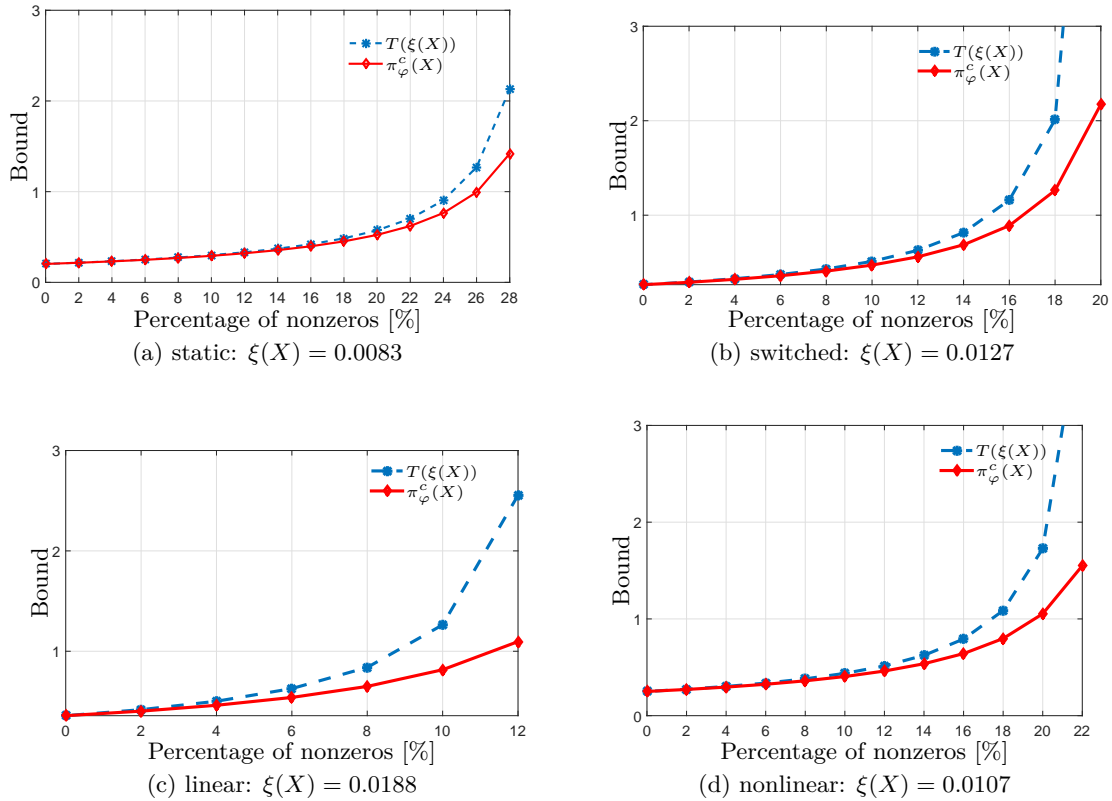 3
2
1
0
Bound
T(ξ(X))
π_φ^c(X)
0 2 4 6 8 10 12 14 16 18 20 22 24 26 28
Percentage of nonzeros [%]
(a) static: ξ(X) = 0.0083
3
2
1
Bound
T(ξ(X))
π_φ^c(X)
0 2 4 6 8 10 12 14 16 18 20
Percentage of nonzeros [%]
(b) switched: ξ(X) = 0.0127
3
2
1
Bound
T(ξ(X))
π_φ^c(X)
0 2 4 6 8 10 12
Percentage of nonzeros [%]
(c) linear: ξ(X) = 0.0188
3
2
1
0
Bound
T(ξ(X))
π_φ^c(X)
0 2 4 6 8 10 12 14 16 18 20 22
Percentage of nonzeros [%]
(d) nonlinear: ξ(X) = 0.0107